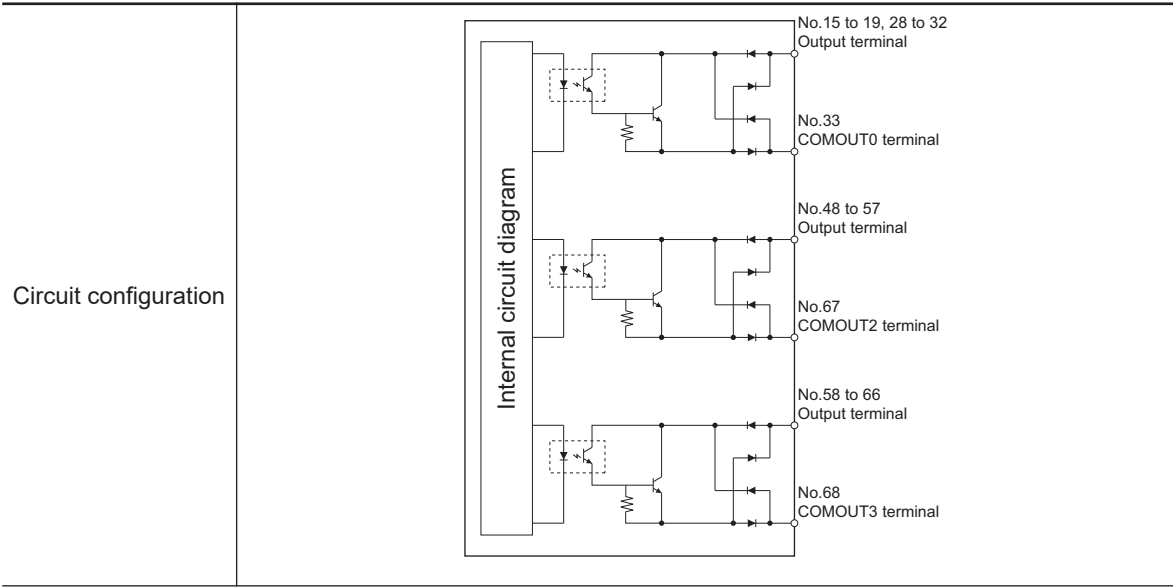 Circuit configuration
Internal circuit diagram
No.15 to 19, 28 to 32
Output terminal
No.33
COMOUT0 terminal
No.48 to 57
Output terminal
No.67
COMOUT2 terminal
No.58 to 66
Output terminal
No.68
COMOUT3 terminal